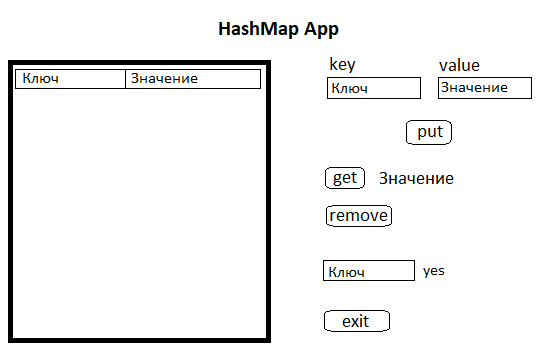 HashMap App
Ключ Значение
key value
Ключ Значение
put
get Значение
remove
Ключ yes
exit